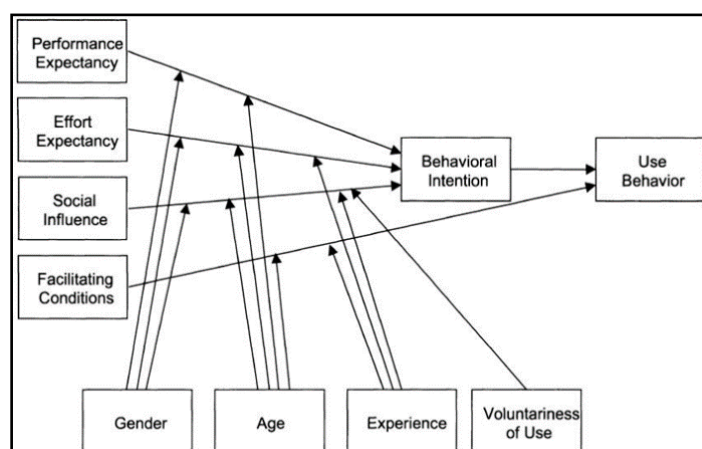 Performance
Expectancy
Effort
Expectancy
Social
Influence
Facilitating
Conditions
Behavioral
Intention
Use
Behavior
Gender
Age
Experience
Voluntariness
of Use